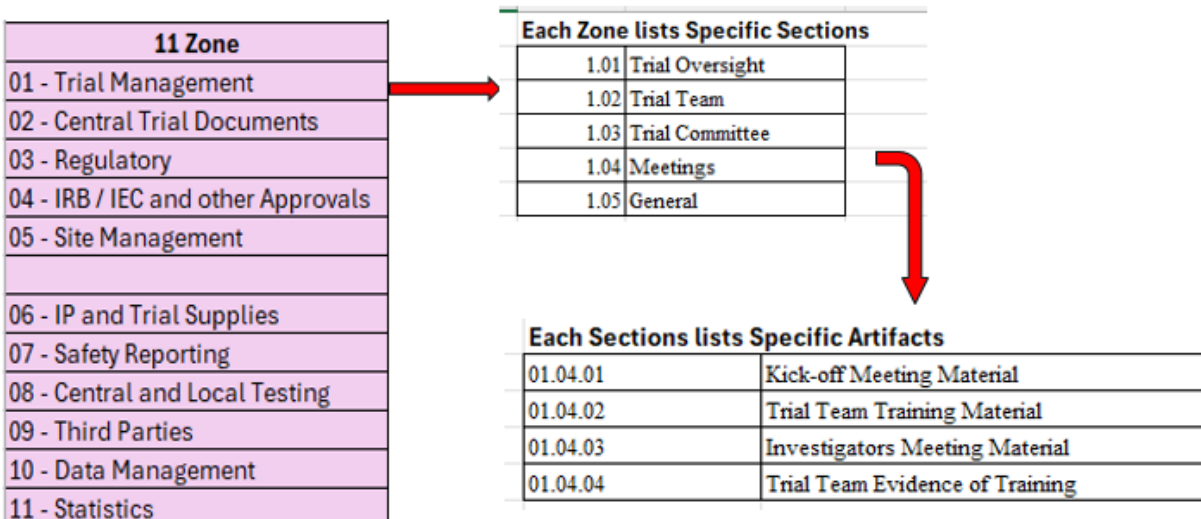 11 Zone
01 - Trial Management
02 - Central Trial Documents
03 - Regulatory
04 - IRB / IEC and other Approvals
05 - Site Management
06 - IP and Trial Supplies
07 - Safety Reporting
08 - Central and Local Testing
09 - Third Parties
10 - Data Management
11 - Statistics
Each Zone lists Specific Sections
1.01 Trial Oversight
1.02 Trial Team
1.03 Trial Committee
1.04 Meetings
1.05 General
Each Sections lists Specific Artifacts
01.04.01 Kick-off Meeting Material
01.04.02 Trial Team Training Material
01.04.03 Investigators Meeting Material
01.04.04 Trial Team Evidence of Training